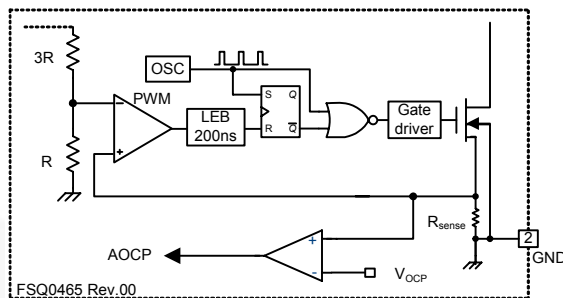 3R
OSC
PWM
S Q
R Q
LEB
200ns
Gate
driver
R
Rsense
2
GND
+
-
AOCP
VOCP
FSQ0465 Rev.00